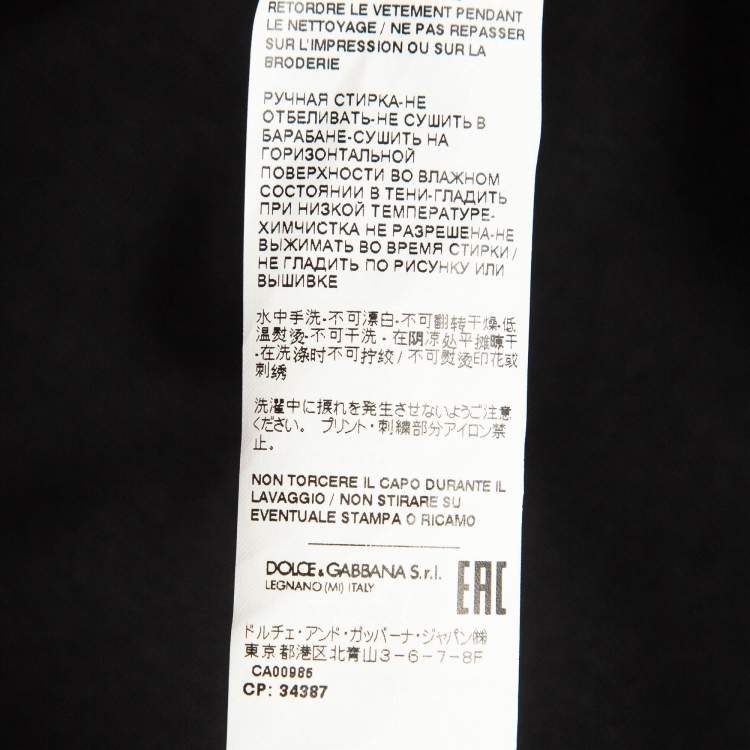 RETORDRE LE VETEMENT PENDANT
LE NETTOYAGE / NE PAS REPASSER
SUR L'IMPRESSION OU SUR LA
BRODERIE
РУЧНАЯ СТИРКА-НЕ
ОТБЕЛИВАТЬ-НЕ СУШИТЬ В
БАРАБАНЕ-СУШИТЬ НА
ГОРИЗОНТАЛЬНОЙ
ПОВЕРХНОСТИ ВО ВЛАЖНОМ
СОСТОЯНИИ В ТЕНИ-ГЛАДИТЬ
ПРИ НИЗКОЙ ТЕМПЕРАТУРЕ-
ХИМЧИСТКА НЕ РАЗРЕШЕНА-НЕ
ВЫЖИМАТЬ ВО ВРЕМЯ СТИРКИ /
НЕ ГЛАДИТЬ ПО РИСУНКУ ИЛИ
ВЫШИВКЕ
水中手洗-不可漂白-不可翻转干燥-低
温熨烫-不可干洗 - 在阴凉处平摊晾干
-在洗涤时不可拧绞 / 不可熨烫印花或
刺绣
洗濯中に捩れを発生させないようご注意
ください。 プリント・刺繍部分アイロン禁
止。
NON TORCERE IL CAPO DURANTE IL
LAVAGGIO / NON STIRARE SU
EVENTUALE STAMPA O RICAMO
DOLCE & GABBANA S.r.l.
LEGNANO (MI) ITALY
EAC
ドルチェ・アンド・ガッバーナ・ジャパン㈱
東京都港区北青山3-6-7-8F
CA00985
CP: 34387